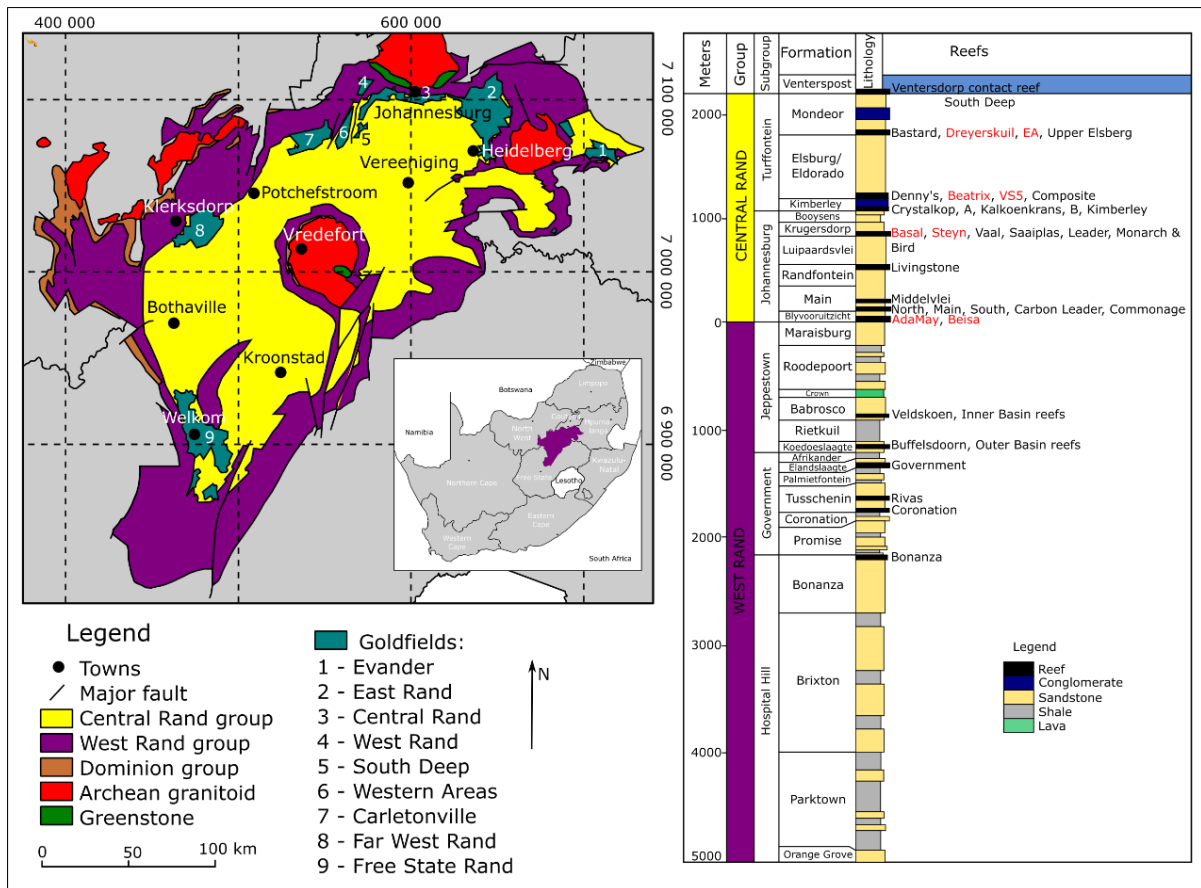 400 000
600 000
7 100 000
7 000 000
6 900 000
4
3
2
Johannesburg
7
6
5
Heidelberg
1
Vereeniging
Potchefstroom
Klerksdorp
8
Vredefort
Bothaville
Kroonstad
Welkom
9
Zimbabwe
Botswana
Limpopo
Namibia
North
West
Free State
Lesotho
Northern Cape
Eastern
Cape
Western
Cape
South Africa
Legend
Towns
Major fault
Central Rand group
West Rand group
Dominion group
Archean granitoid
Greenstone
0 50 100 km
Goldfields:
1 - Evander
2 - East Rand
3 - Central Rand
4 - West Rand
5 - South Deep
6 - Western Areas
7 - Carletonville
8 - Far West Rand
9 - Free State Rand
N
Meters
Group
Subgroup
Formation
Lithology
Reefs
2000
1000
0
1000
2000
3000
4000
5000
CENTRAL RAND
WEST RAND
Turffontein
Johannesburg
Jeppestown
Government
Hospital Hill
Venterspost
Mondeor
Elsburg/
Eldorado
Kimberley
Booysens
Krugersdorp
Luipaardsvlei
Randfontein
Main
Blyvooruitzicht
Maraisburg
Roodepoort
Crown
Babrosco
Rietkuil
Koedoeslaagte
Afrikander
Elandslaagte
Palmietfontein
Tusschenin
Coronation
Promise
Bonanza
Brixton
Parktown
Orange Grove
Ventersdorp contact reef
South Deep
Bastard, Dreyerskuil, EA, Upper Elsberg
Denny's, Beatrix, VS5, Composite
Crystalkop, A, Kalkoenkrans, B, Kimberley
Basal, Steyn, Vaal, Saaiplas, Leader, Monarch &
Bird
Livingstone
Middelvlei
North, Main, South, Carbon Leader, Commonage
AdaMay, Beisa
Veldskoen, Inner Basin reefs
Buffelsdoorn, Outer Basin reefs
Government
Rivas
Coronation
Bonanza
Legend
Reef
Conglomerate
Sandstone
Shale
Lava